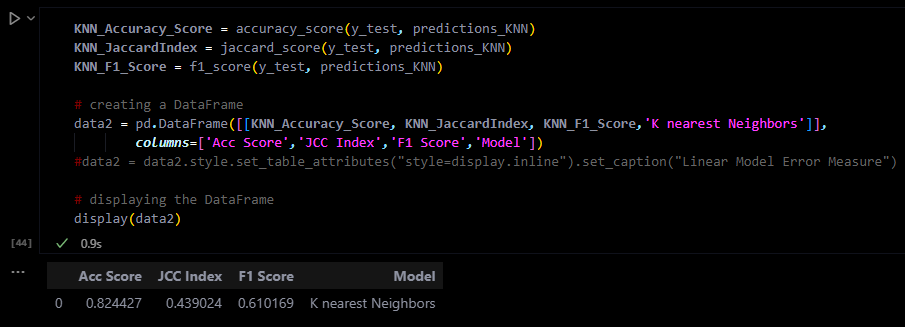 KNN_Accuracy_Score = accuracy_score(y_test, predictions_KNN)
KNN_JaccardIndex = jaccard_score(y_test, predictions_KNN)
KNN_F1_Score = f1_score(y_test, predictions_KNN)
# creating a DataFrame
data2 = pd.DataFrame([[KNN_Accuracy_Score, KNN_JaccardIndex, KNN_F1_Score,'K nearest Neighbors']],
columns=['Acc Score','JCC Index','F1 Score','Model'])
#data2 = data2.style.set_table_attributes("style=display.inline").set_caption("Linear Model Error Measure")
# displaying the DataFrame
display(data2)
[44] 0.9s
Acc Score JCC Index F1 Score Model
0 0.824427 0.439024 0.610169 K nearest Neighbors